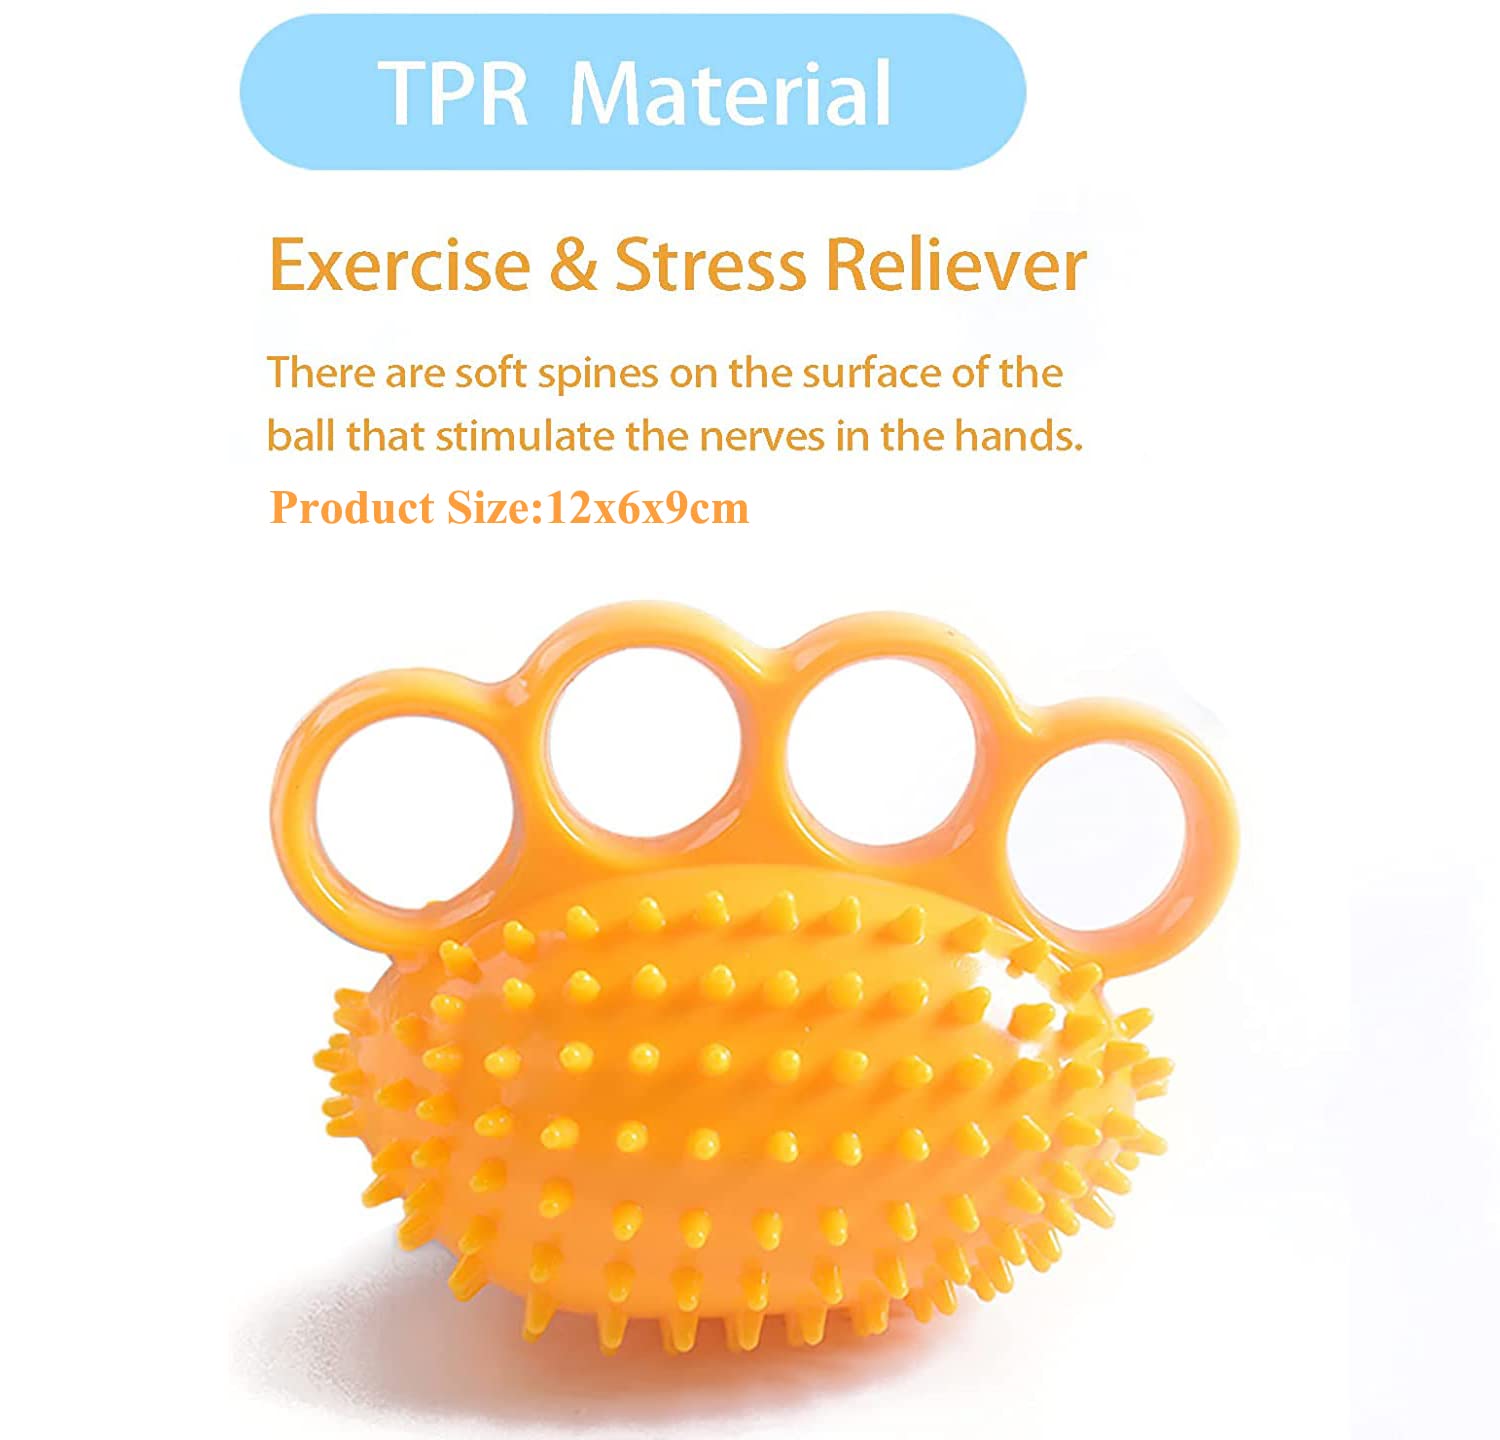 TPR Material
Exercise & Stress Reliever
There are soft spines on the surface of the
ball that stimulate the nerves in the hands.
Product Size:12x6x9cm